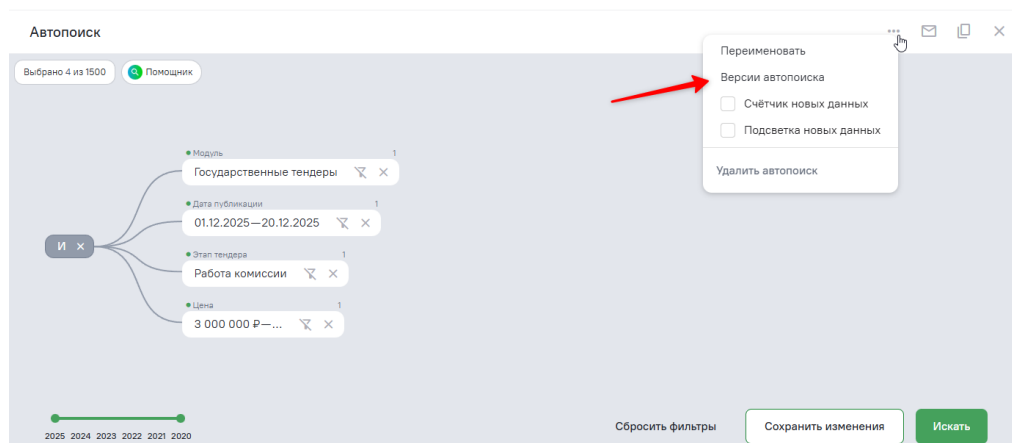 Автопоиск
Выбрано 4 из 1500
Помощник
Переименовать
Версии автопоиска
Счётчик новых данных
Подсветка новых данных
Удалить автопоиск
Модуль 1
Государственные тендеры
Дата публикации 1
01.12.2025—20.12.2025
И
Этап тендера 1
Работа комиссии
Цена 1
3 000 000 ₽—...
2025 2024 2023 2022 2021 2020
Сбросить фильтры
Сохранить изменения
Искать